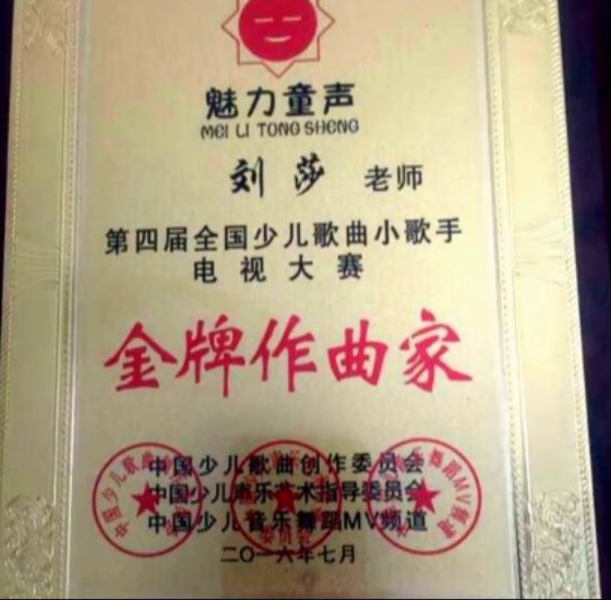 魅力童声
MEI LI TONG SHENG
刘莎 老师
第四届全国少儿歌曲小歌手
电视大赛
金牌作曲家
中国少儿歌曲创作委员会
中国少儿声乐艺术指导委员会
中国少儿音乐舞蹈MV频道
二〇一六年七月